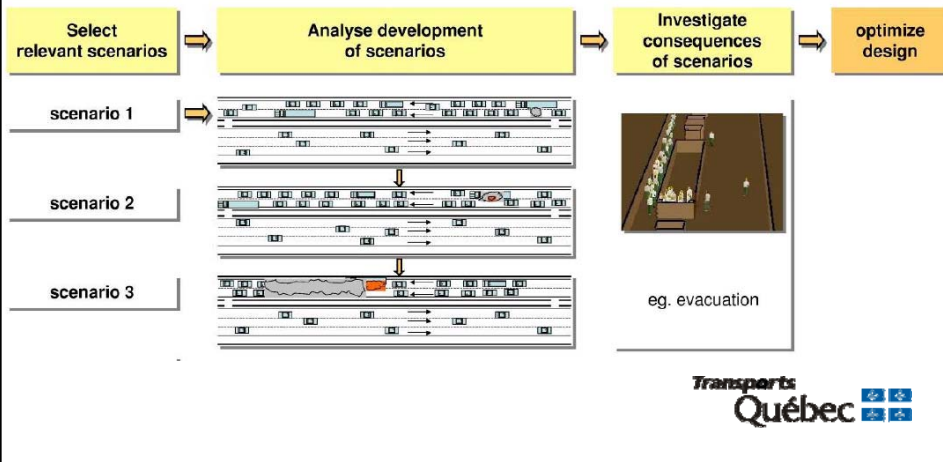 Select
relevant scenarios
Analyse development
of scenarios
Investigate
consequences
of scenarios
optimize
design
scenario 1
scenario 2
scenario 3
eg. evacuation
Transports
Québec